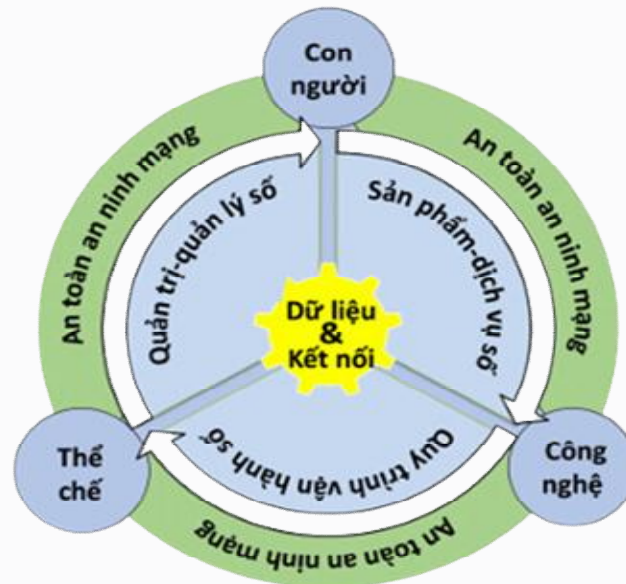 Con
người
An toàn an ninh mạng
An toàn an ninh mạng
Quản trị-quản lý số
Sản phẩm-dịch vụ số
Dữ liệu
&
Kết nối
Quy trình vận hành số
Thể
chế
Công
nghệ
An toàn an ninh mạng